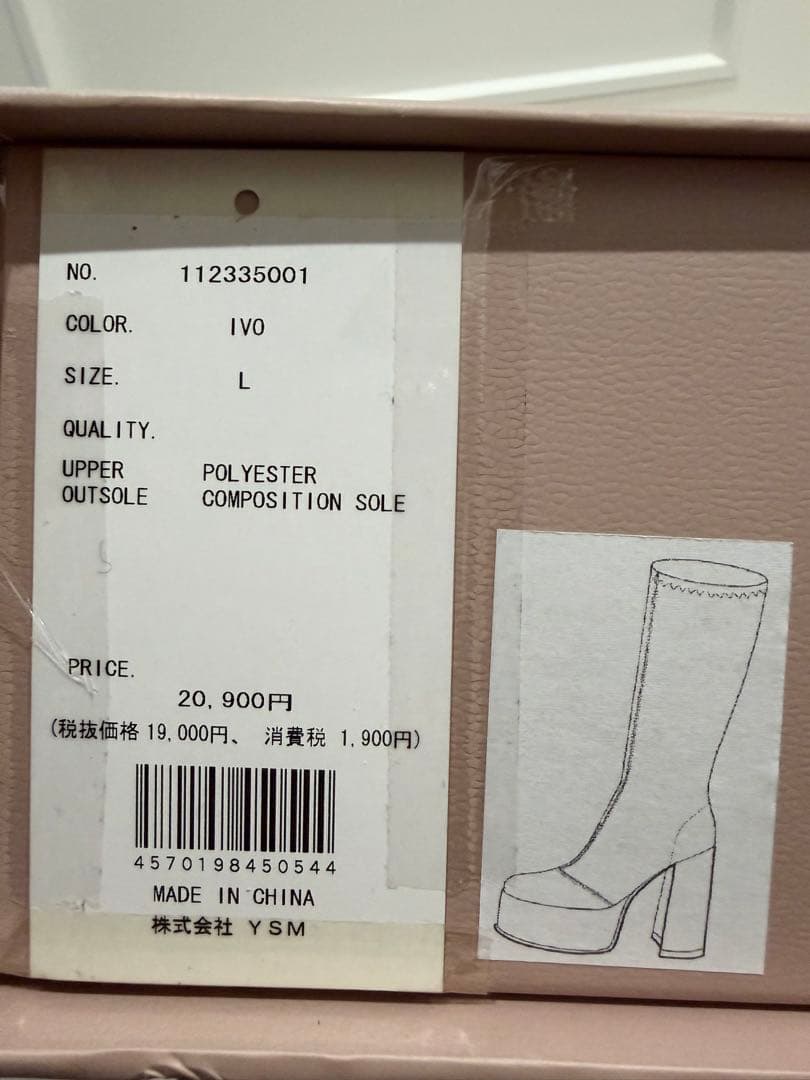 NO. 112335001
COLOR. IVO
SIZE. L
QUALITY.
UPPER POLYESTER
OUTSOLE COMPOSITION SOLE
PRICE.
20,900円
(税抜価格 19,000円、 消費税 1,900円)
4570198450544
MADE IN CHINA
株式会社 YSM